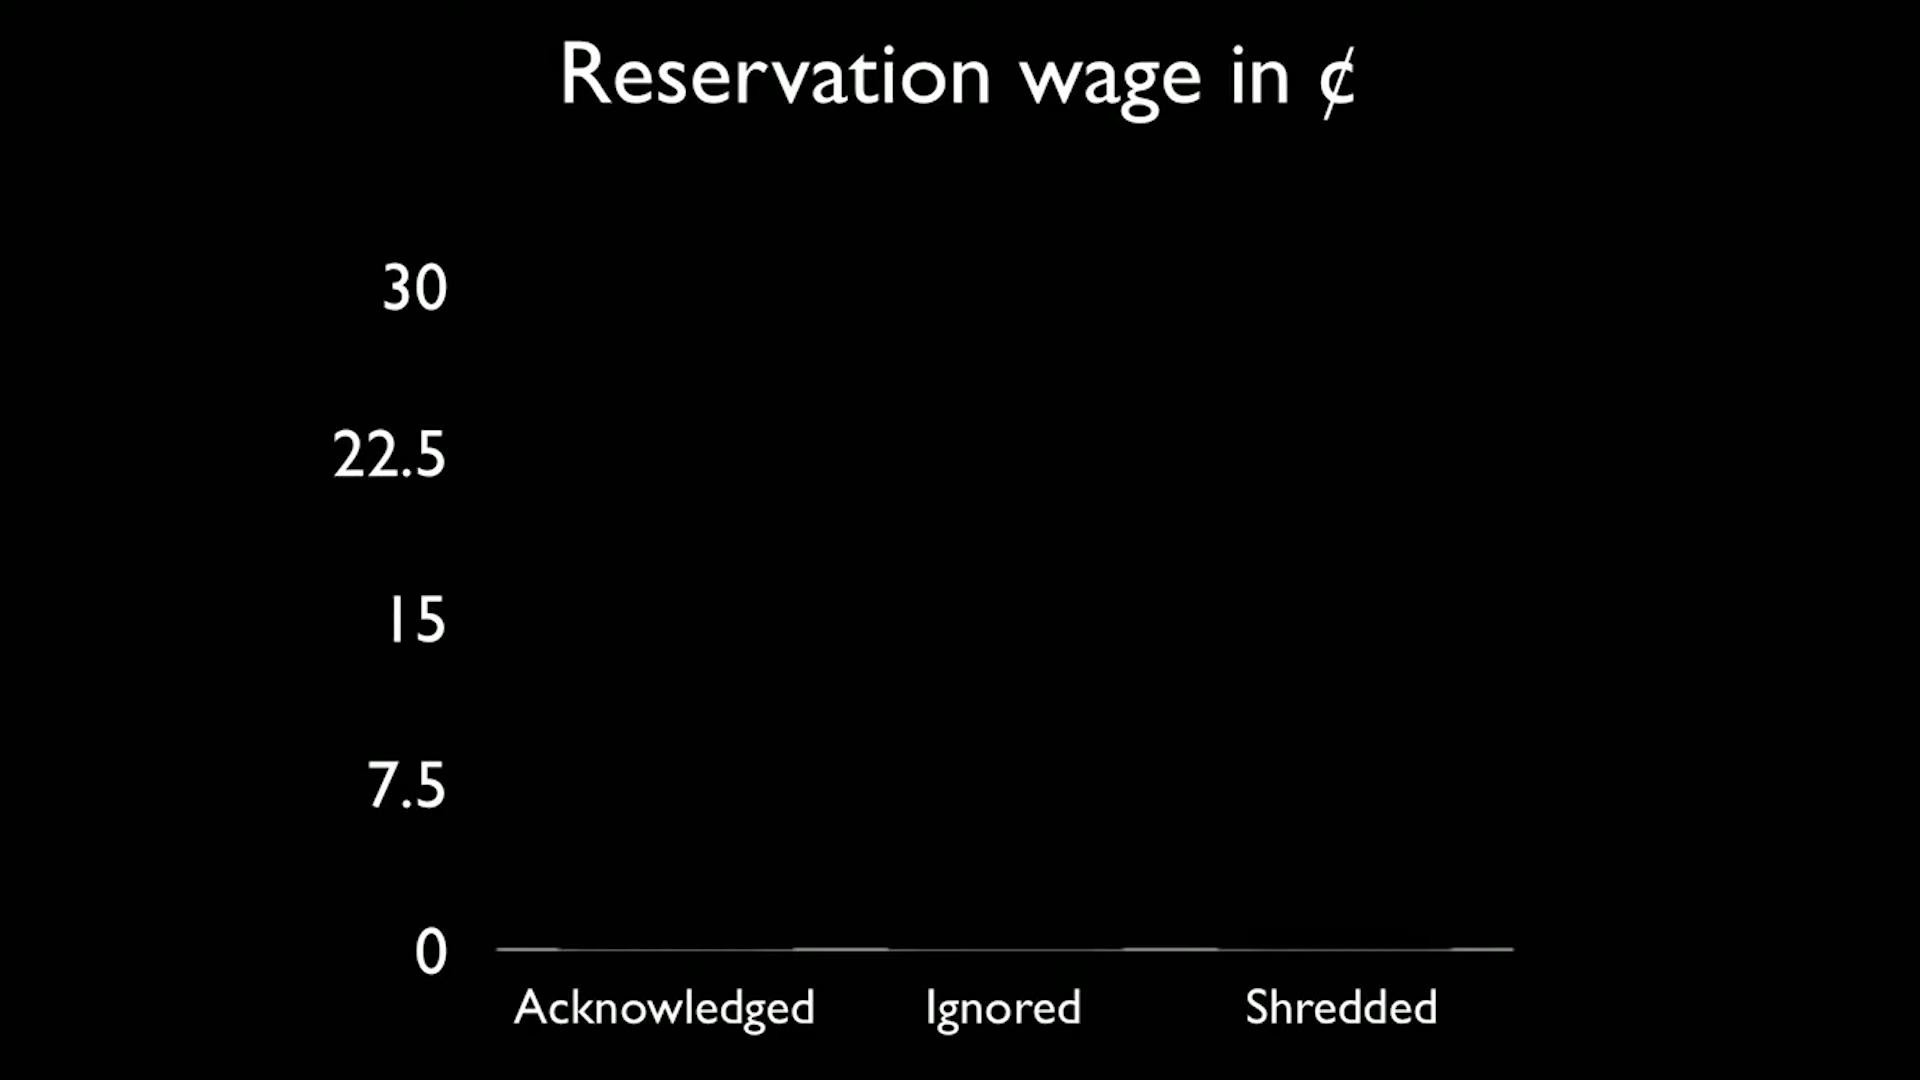 Reservation wage in ¢
30
22.5
15
7.5
0
Acknowledged Ignored Shredded